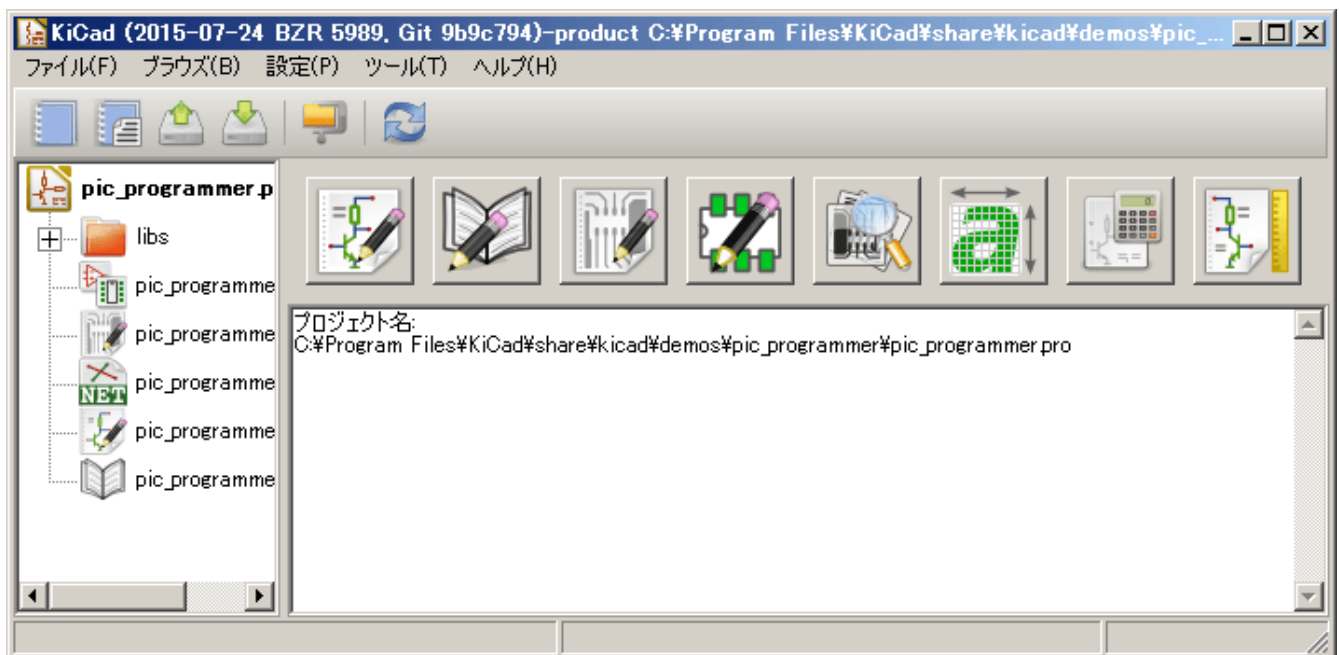 KiCad (2015-07-24 BZR 5989, Git 9b9c794)-product C:¥Program Files¥KiCad¥share¥kicad¥demos¥pic_...
ファイル(F) ブラウズ(B) 設定(P) ツール(T) ヘルプ(H)
pic_programmer.p
libs
pic_programme
pic_programme
NET pic_programme
pic_programme
pic_programme
プロジェクト名:
C:¥Program Files¥KiCad¥share¥kicad¥demos¥pic_programmer¥pic_programmer.pro